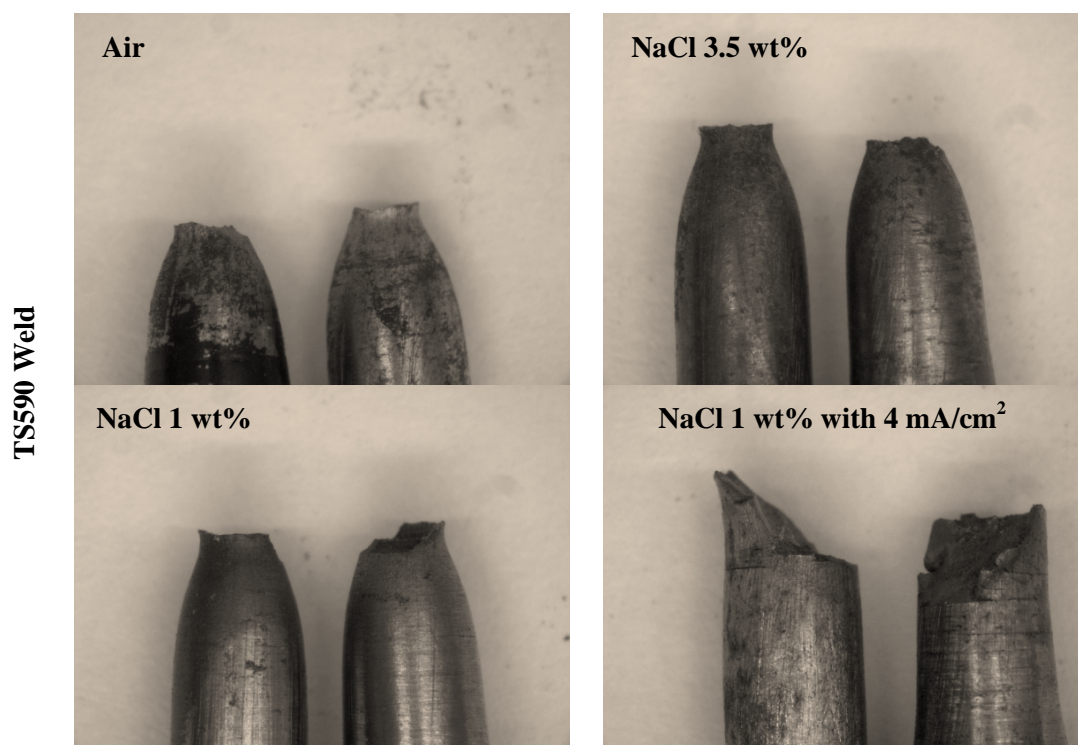 Air
NaCl 3.5 wt%
TS590 Weld
NaCl 1 wt%
NaCl 1 wt% with 4 mA/cm²